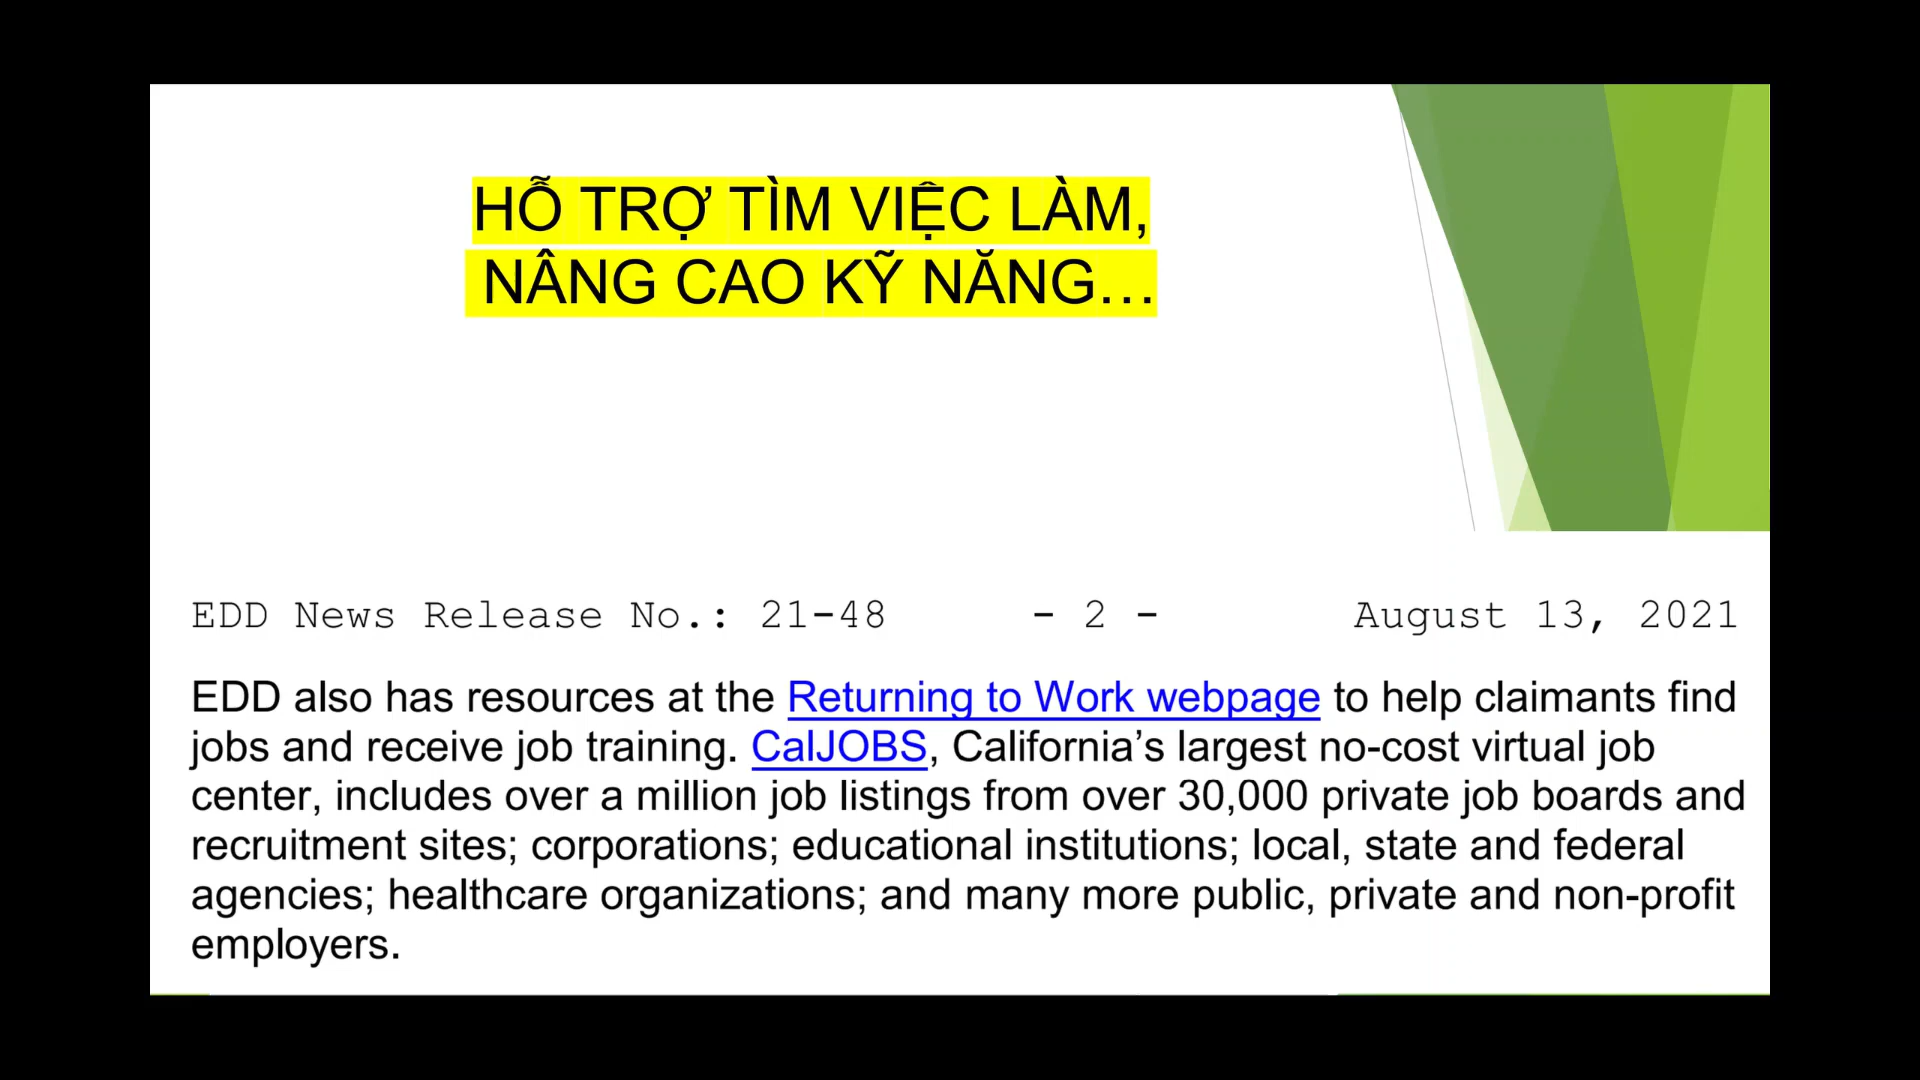 HỖ TRỢ TÌM VIỆC LÀM,
NÂNG CAO KỸ NĂNG…
EDD News Release No.: 21-48 - 2 - August 13, 2021
EDD also has resources at the Returning to Work webpage to help claimants find
jobs and receive job training. CalJOBS, California’s largest no-cost virtual job
center, includes over a million job listings from over 30,000 private job boards and
recruitment sites; corporations; educational institutions; local, state and federal
agencies; healthcare organizations; and many more public, private and non-profit
employers.